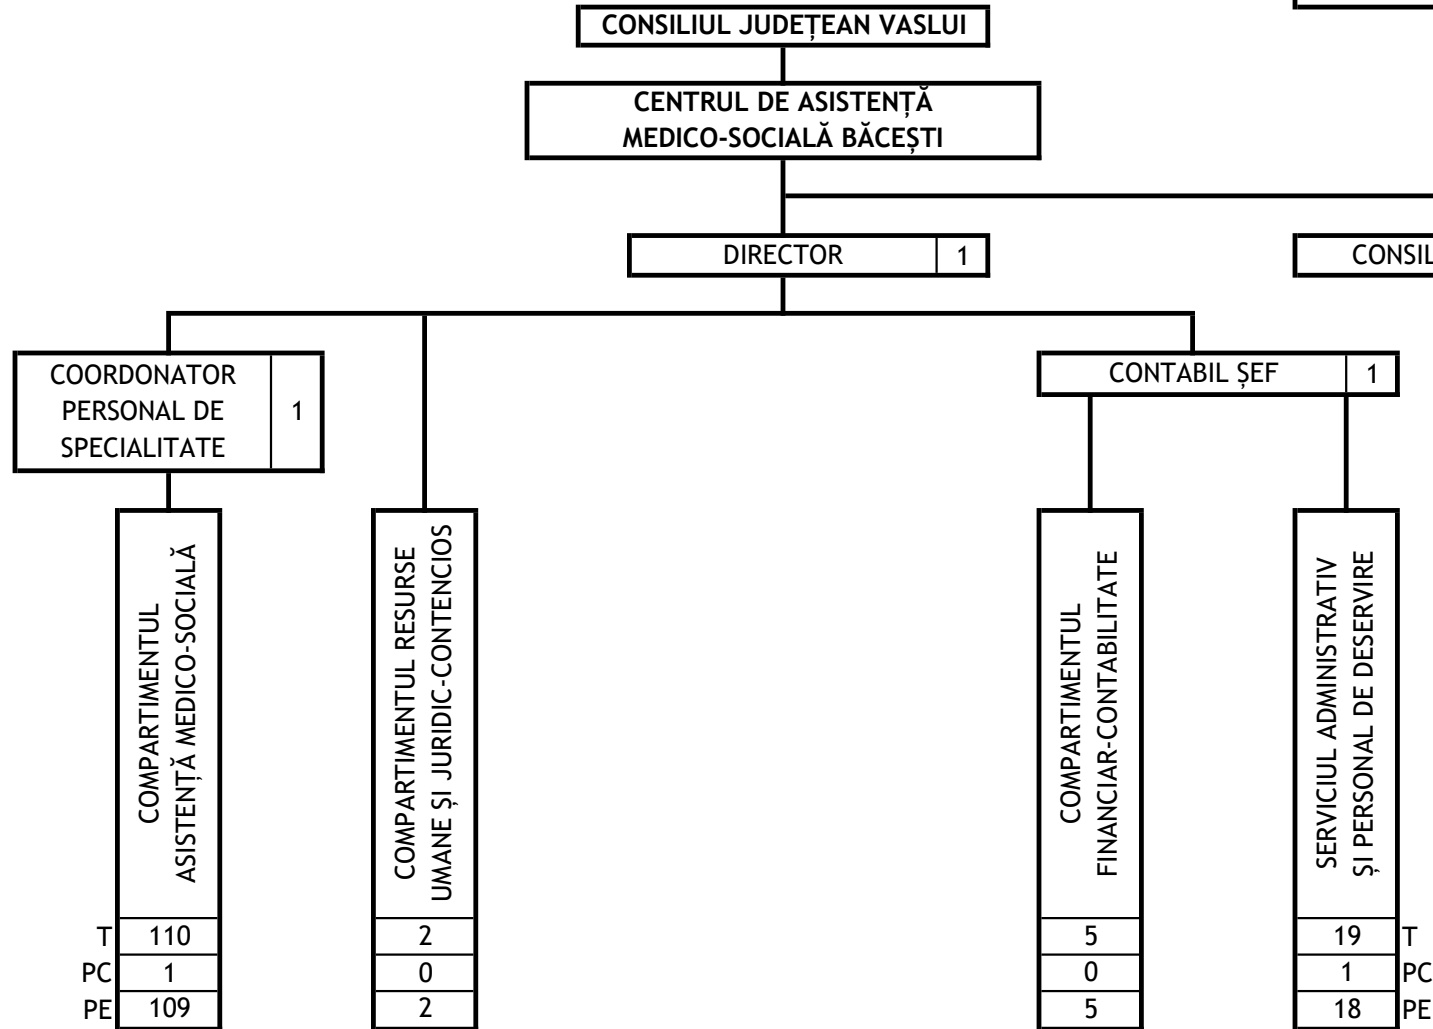 CONSILIUL JUDEȚEAN VASLUI
CENTRUL DE ASISTENȚĂ
MEDICO-SOCIALĂ BĂCEȘTI
DIRECTOR 1
CONSIL
COORDONATOR
PERSONAL DE
SPECIALITATE
1
CONTABIL ȘEF 1
COMPARTIMENTUL
ASISTENȚĂ MEDICO-SOCIALĂ
COMPARTIMENTUL RESURSE
UMANE ȘI JURIDIC-CONTENCIOS
COMPARTIMENTUL
FINANCIAR-CONTABILITATE
SERVICIUL ADMINISTRATIV
ȘI PERSONAL DE DESERVIRE
T 110 2 5 19 T
PC 1 0 0 1 PC
PE 109 2 5 18 PE